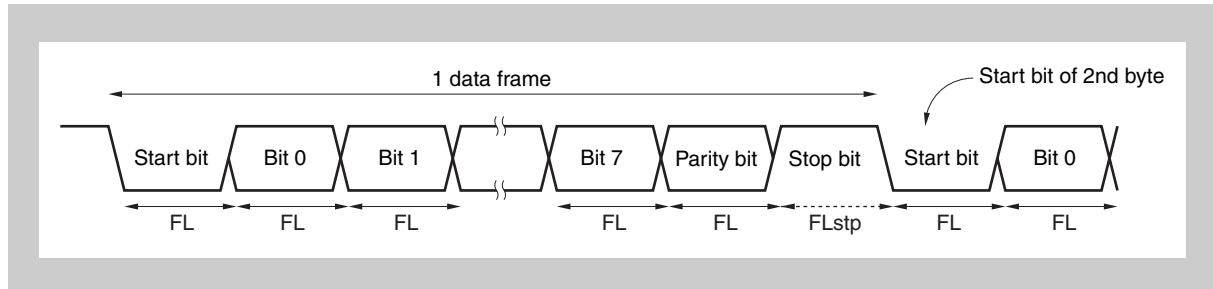 1 data frame
Start bit of 2nd byte
Start bit Bit 0 Bit 1 Bit 7 Parity bit Stop bit Start bit Bit 0
FL FL FL FL FL FLstp FL FL